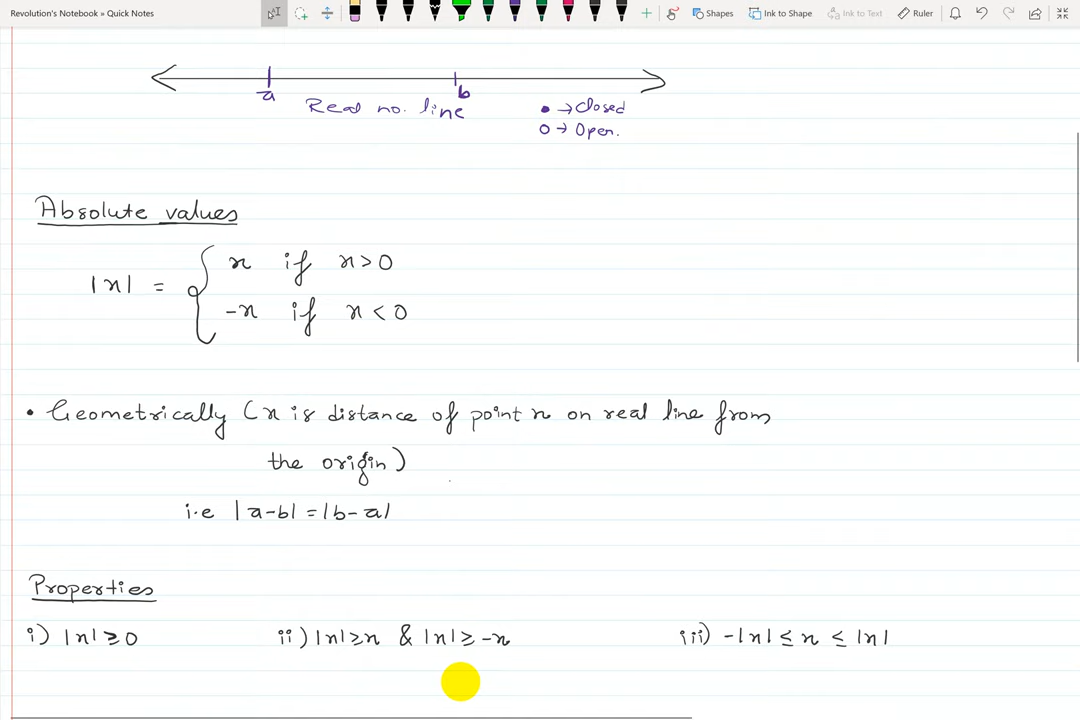 Revolution's Notebook » Quick Notes
Shapes
Ink to Shape
Ink to Text
Ruler
a
b
Real no. line
• → Closed
o → Open.
Absolute values
|x| = { x if x > 0
-x if x < 0
• Geometrically (x is distance of point x on real line from
the origin)
i.e |a-b| = |b-a|
Properties
i) |x| ≥ 0
ii) |x| ≥ x & |x| ≥ -x
iii) -|x| ≤ x ≤ |x|